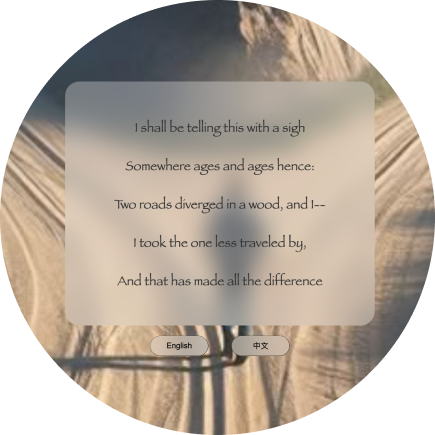 I shall be telling this with a sigh
Somewhere ages and ages hence:
Two roads diverged in a wood, and I--
I took the one less traveled by,
And that has made all the difference
English
中文